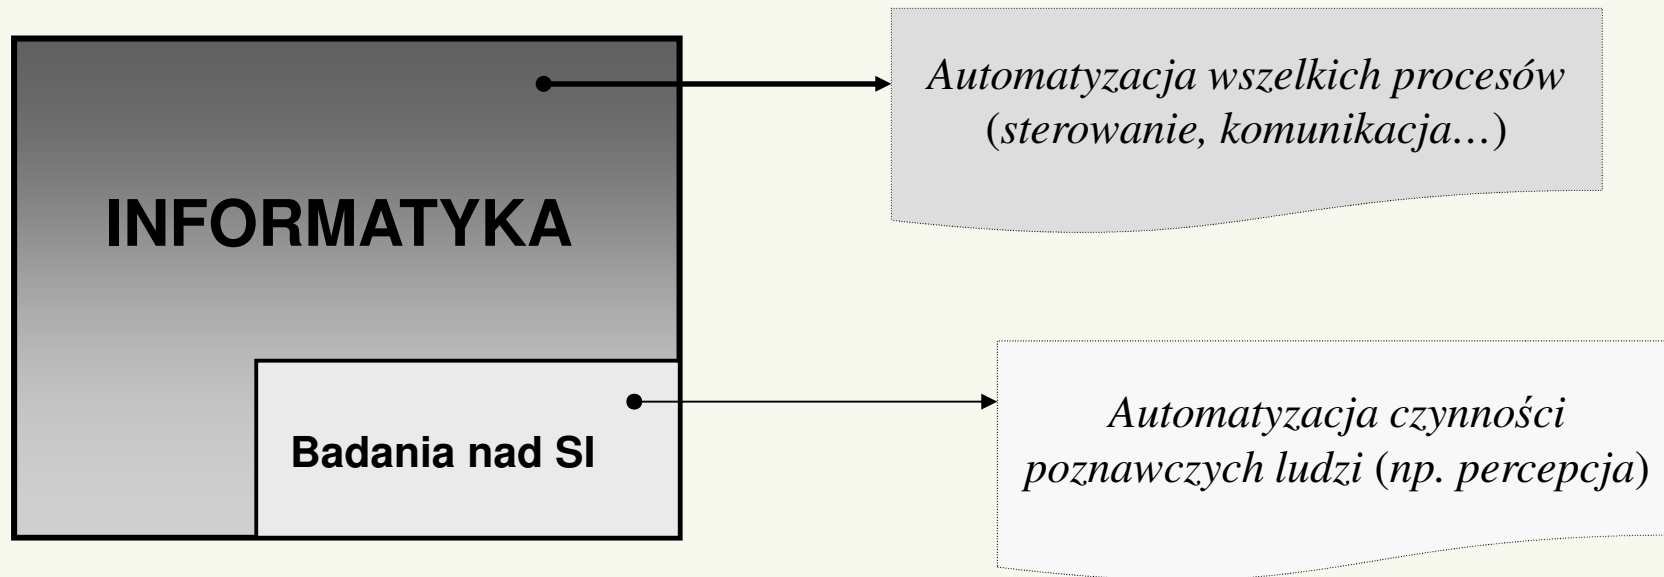 Automatyzacja wszelkich procesów
(sterowanie, komunikacja…)
INFORMATYKA
Automatyzacja czynności
poznawczych ludzi (np. percepcja)
Badania nad SI